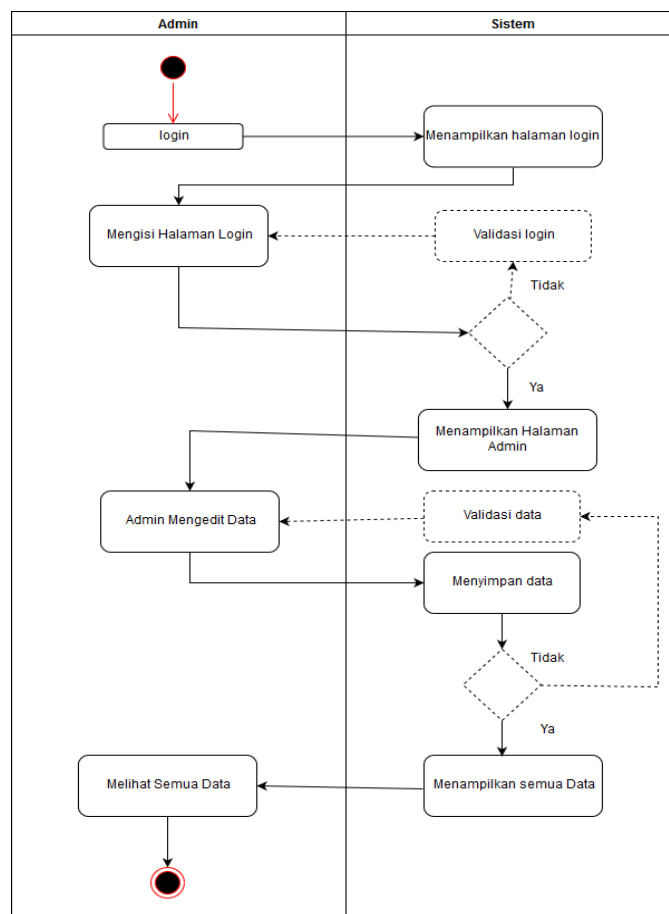 Admin
Sistem
login
Menampilkan halaman login
Mengisi Halaman Login
Validasi login
Tidak
Ya
Menampilkan Halaman
Admin
Admin Mengedit Data
Validasi data
Menyimpan data
Tidak
Ya
Melihat Semua Data
Menampilkan semua Data